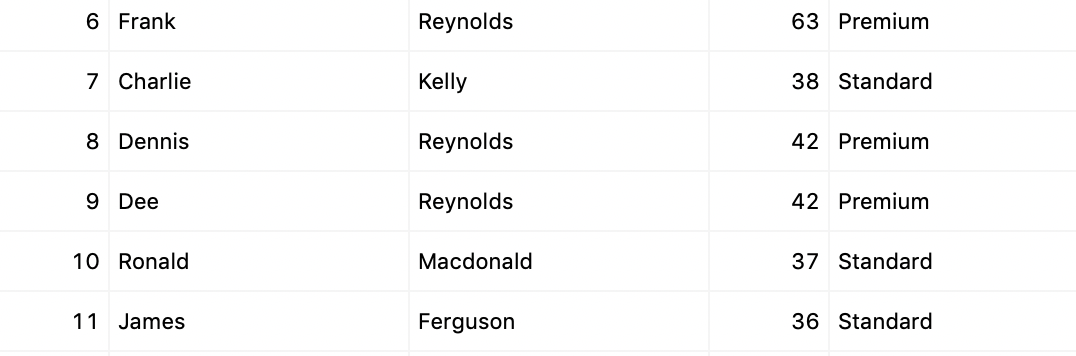 6 Frank Reynolds 63 Premium
7 Charlie Kelly 38 Standard
8 Dennis Reynolds 42 Premium
9 Dee Reynolds 42 Premium
10 Ronald Macdonald 37 Standard
11 James Ferguson 36 Standard